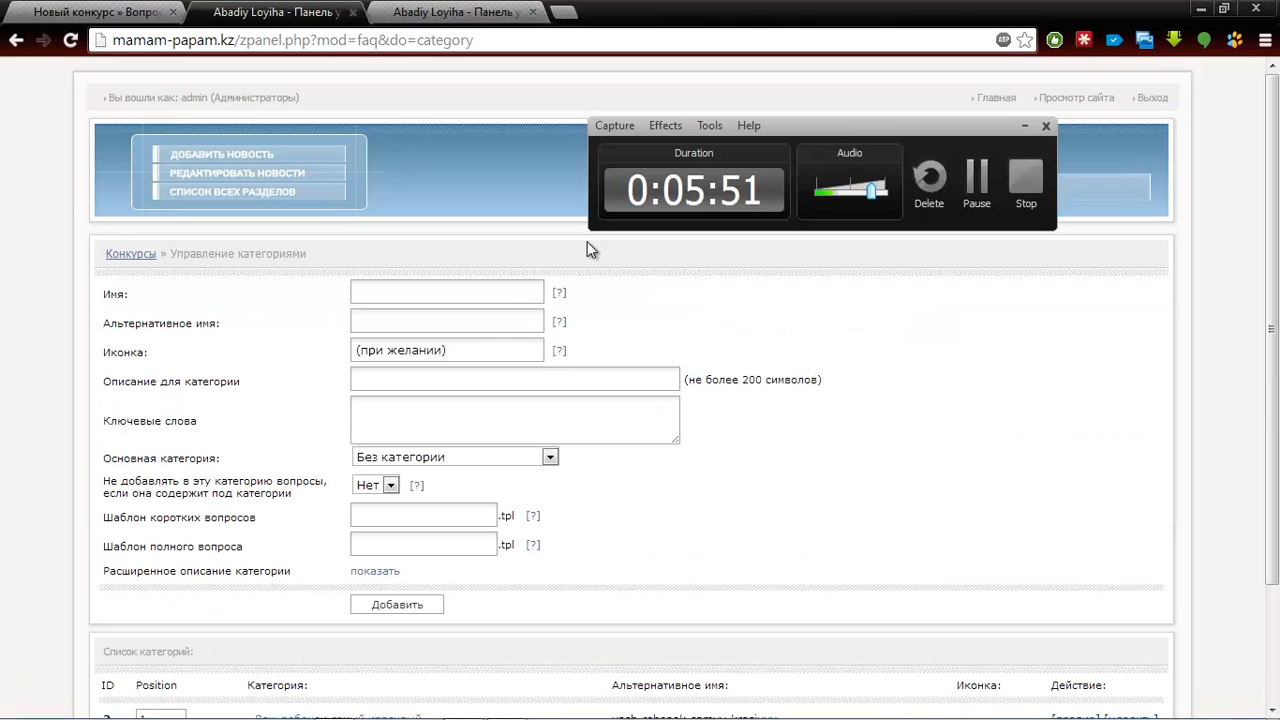 Новый конкурс » Вопро
Abadiy Loyiha - Панель у
Abadiy Loyiha - Панель у
mamam-papam.kz/zpanel.php?mod=faq&do=category
ABP
Вы вошли как: admin (Администраторы)
Главная
Просмотр сайта
Выход
ДОБАВИТЬ НОВОСТЬ
РЕДАКТИРОВАТЬ НОВОСТИ
СПИСОК ВСЕХ РАЗДЕЛОВ
Capture Effects Tools Help
Duration
Audio
0:05:51
Delete
Pause
Stop
Конкурсы » Управление категориями
Имя: [?]
Альтернативное имя: [?]
Иконка: (при желании) [?]
Описание для категории (не более 200 символов)
Ключевые слова
Основная категория: Без категории
Не добавлять в эту категорию вопросы,
если она содержит под категории
Нет [?]
Шаблон коротких вопросов .tpl [?]
Шаблон полного вопроса .tpl [?]
Расширенное описание категории показать
Добавить
Список категорий:
ID Position Категория: Альтернативное имя: Иконка: Действие: